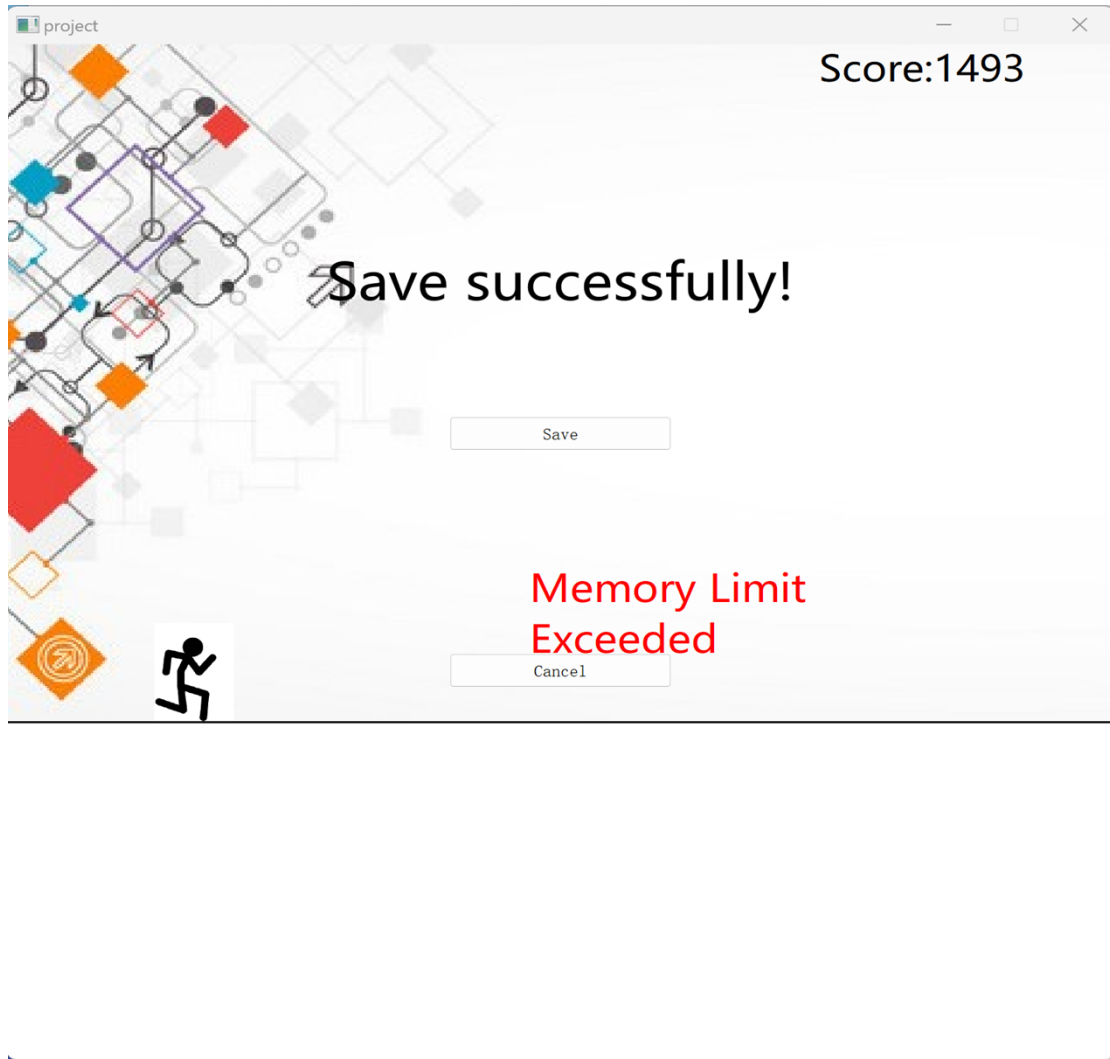 project
Score:1493
Save successfully!
Save
Memory Limit
Exceeded
Cancel